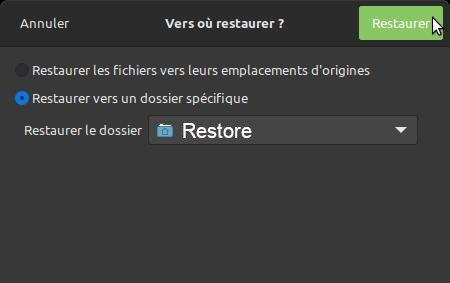 Annuler Vers où restaurer ? Restaurer
Restaurer les fichiers vers leurs emplacements d'origines
Restaurer vers un dossier spécifique
Restaurer le dossier Restore